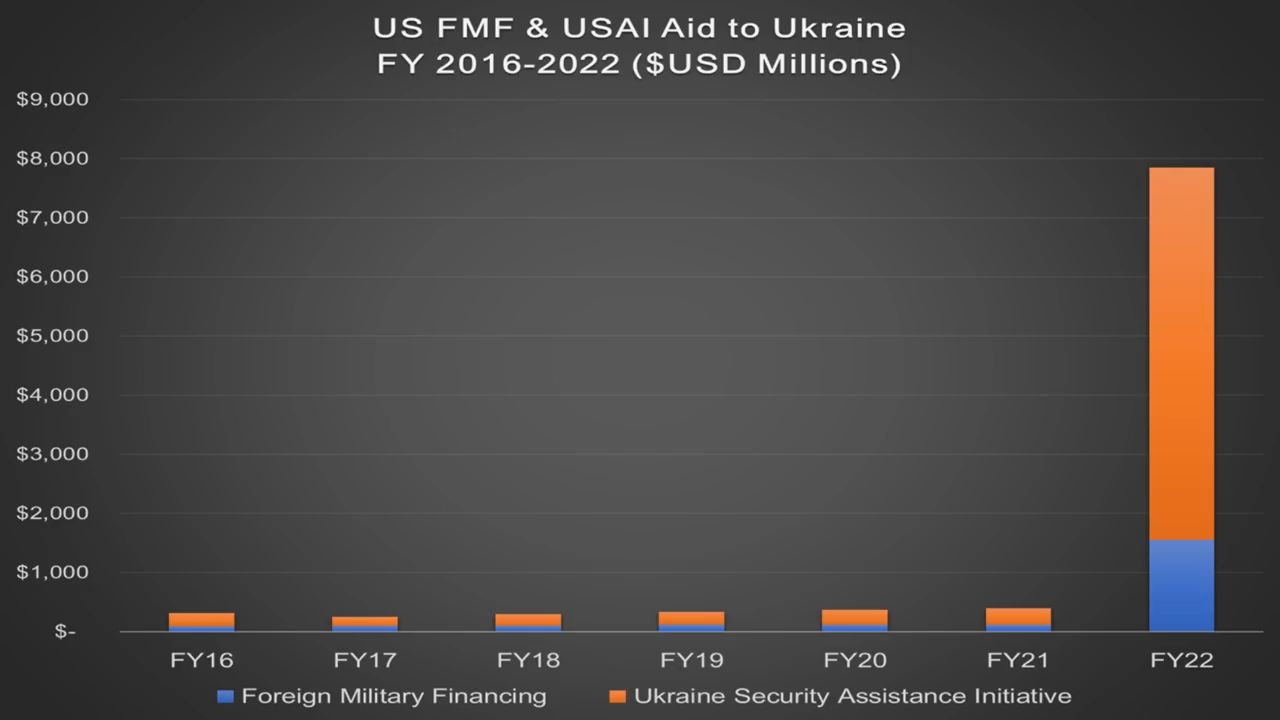 US FMF & USAI Aid to Ukraine
FY 2016-2022 ($USD Millions)
$9,000
$8,000
$7,000
$6,000
$5,000
$4,000
$3,000
$2,000
$1,000
$-
FY16 FY17 FY18 FY19 FY20 FY21 FY22
Foreign Military Financing Ukraine Security Assistance Initiative